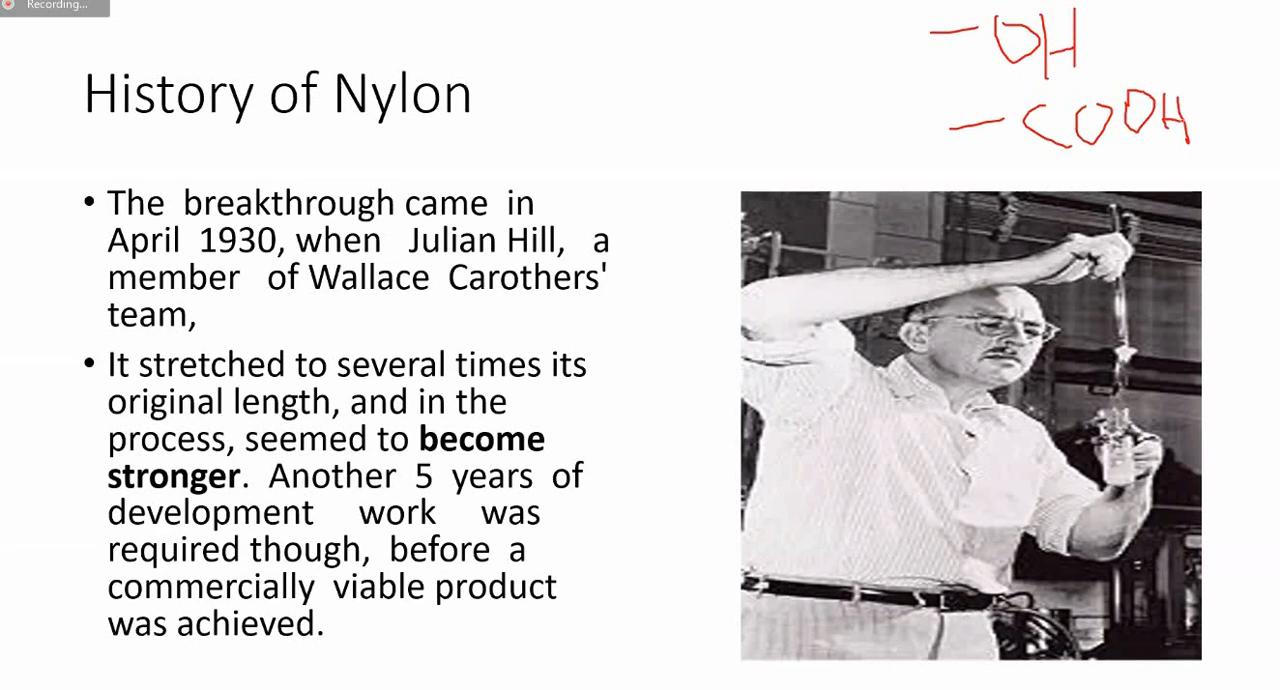 Recording...
–OH
–COOH
History of Nylon
• The breakthrough came in
April 1930, when Julian Hill, a
member of Wallace Carothers'
team,
• It stretched to several times its
original length, and in the
process, seemed to become
stronger. Another 5 years of
development work was
required though, before a
commercially viable product
was achieved.